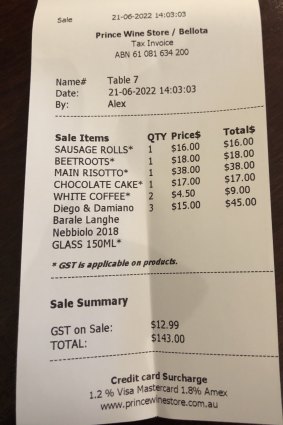 Sale 21-06-2022 14:03:03
Prince Wine Store / Bellota
Tax Invoice
ABN 61 081 634 200
Name# Table 7
Date: 21-06-2022 14:03:03
By: Alex
Sale Items QTY Price$ Total$
SAUSAGE ROLLS* 1 $16.00 $16.00
BEETROOTS* 1 $18.00 $18.00
MAIN RISOTTO* 1 $38.00 $38.00
CHOCOLATE CAKE* 1 $17.00 $17.00
WHITE COFFEE* 2 $4.50 $9.00
Diego & Damiano 3 $15.00 $45.00
Barale Langhe
Nebbiolo 2018
GLASS 150ML*
* GST is applicable on products.
Sale Summary
GST on Sale: $12.99
TOTAL: $143.00
Credit card Surcharge
1.2 % Visa Mastercard 1.8% Amex
www.princewinestore.com.au